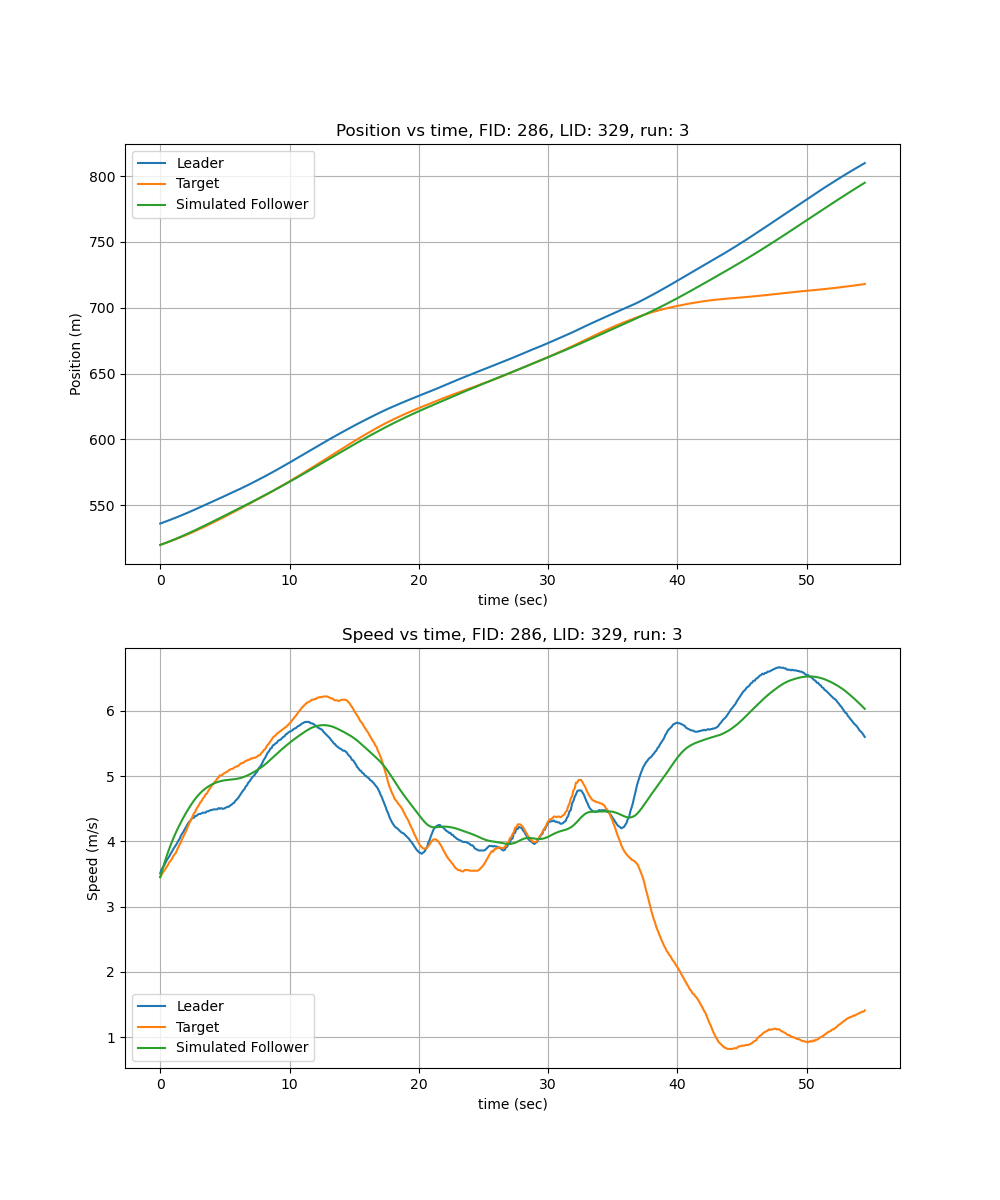 Position vs time, FID: 286, LID: 329, run: 3
Leader
Target
Simulated Follower
800
750
700
650
600
550
Position (m)
0 10 20 30 40 50
time (sec)
Speed vs time, FID: 286, LID: 329, run: 3
6
5
4
3
2
1
Speed (m/s)
Leader
Target
Simulated Follower
0 10 20 30 40 50
time (sec)